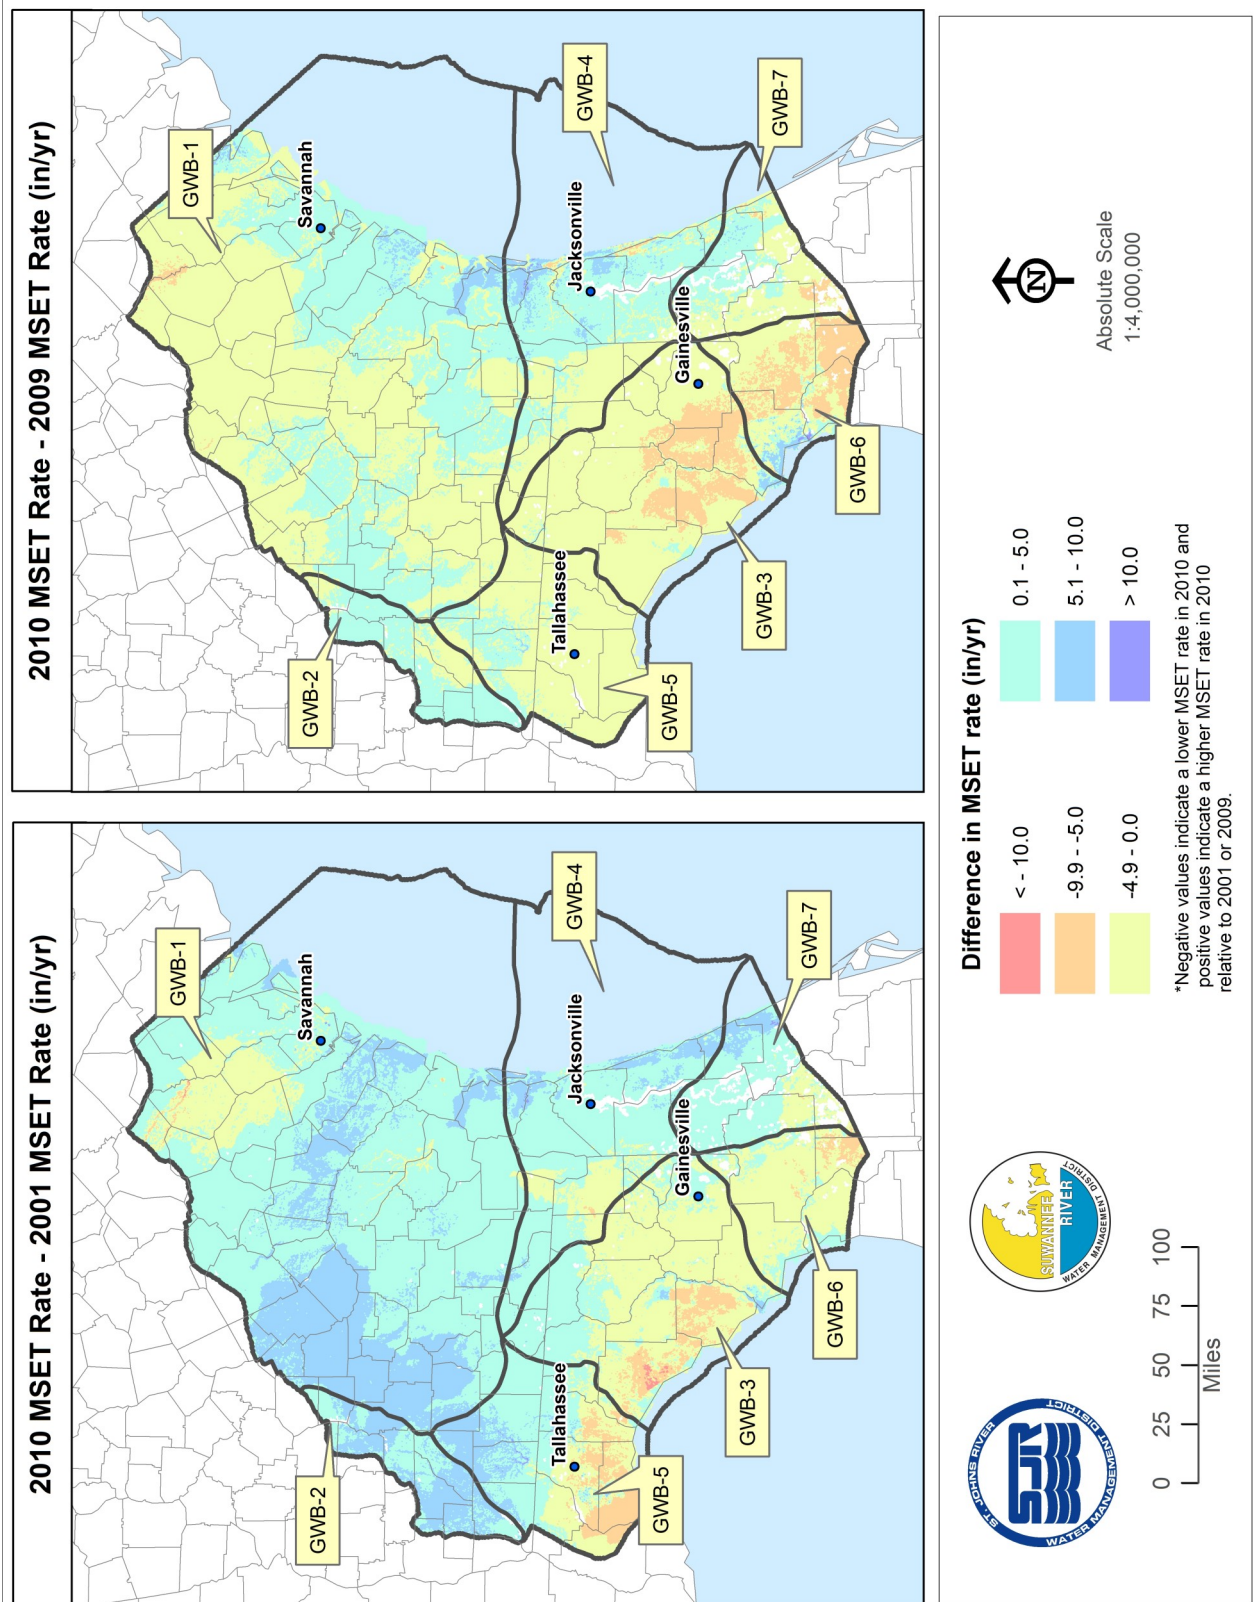 2010 MSET Rate - 2001 MSET Rate (in/yr)
GWB-1
Savannah
GWB-2
GWB-4
Jacksonville
Tallahassee
Gainesville
GWB-5
GWB-3
GWB-6
GWB-7
2010 MSET Rate - 2009 MSET Rate (in/yr)
GWB-1
Savannah
GWB-2
GWB-4
Jacksonville
Tallahassee
Gainesville
GWB-5
GWB-3
GWB-6
GWB-7
ST. JOHNS RIVER
SJR
WATER MANAGEMENT DISTRICT
SUWANNEE
RIVER
WATER MANAGEMENT DISTRICT
0 25 50 75 100
Miles
Difference in MSET rate (in/yr)
< - 10.0
-9.9 - -5.0
-4.9 - 0.0
0.1 - 5.0
5.1 - 10.0
> 10.0
*Negative values indicate a lower MSET rate in 2010 and
positive values indicate a higher MSET rate in 2010
relative to 2001 or 2009.
N
Absolute Scale
1:4,000,000